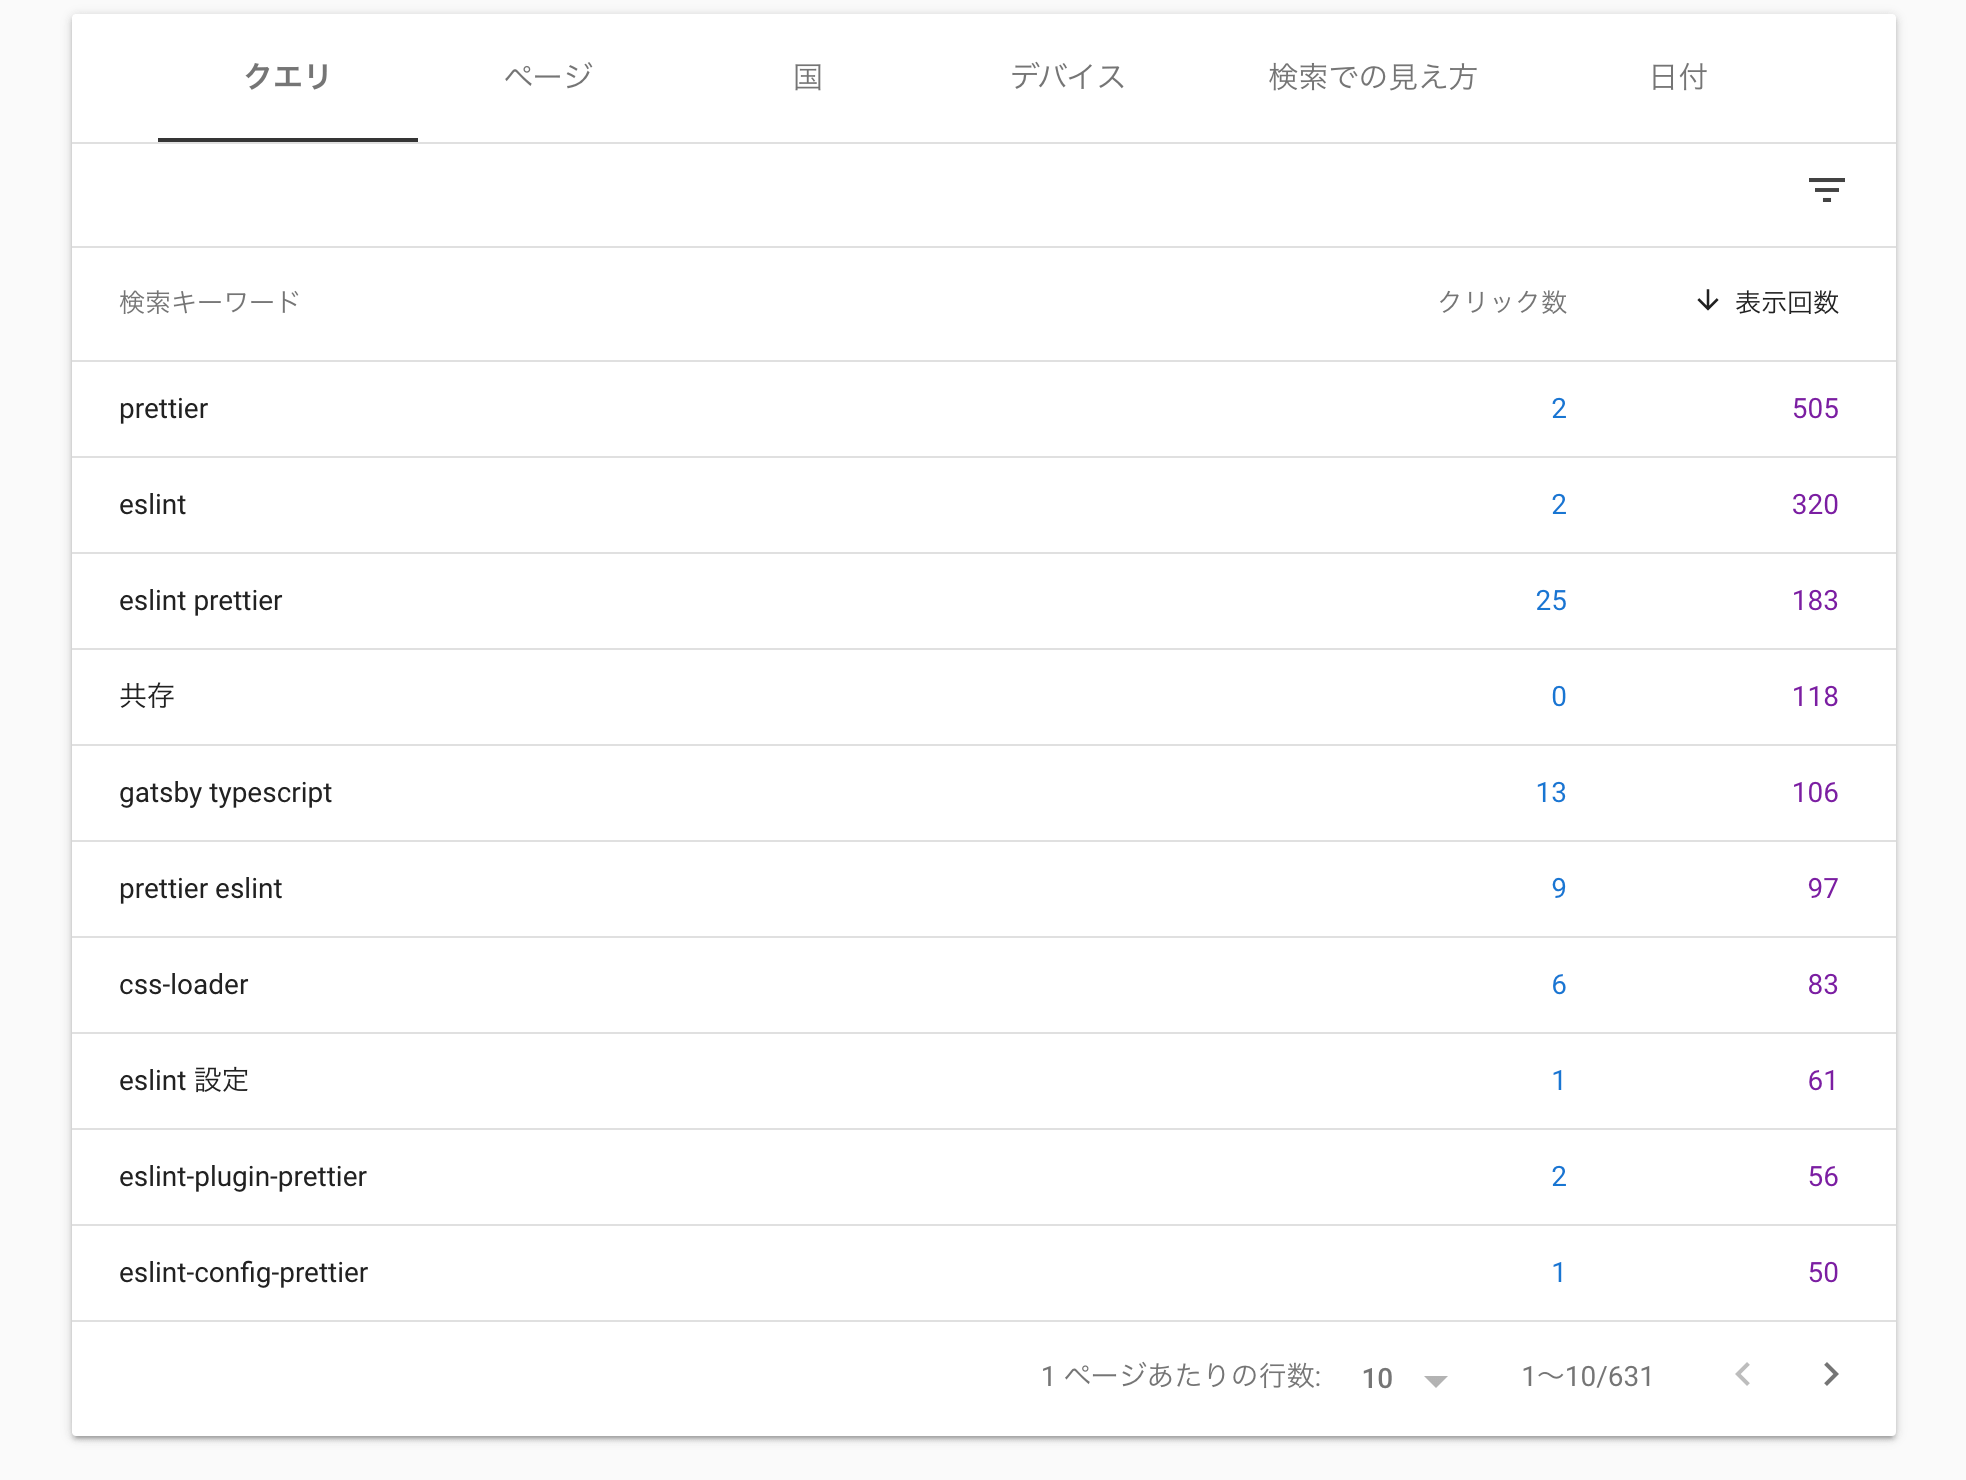 クエリ ページ 国 デバイス 検索での見え方 日付
検索キーワード クリック数 表示回数
prettier 2 505
eslint 2 320
eslint prettier 25 183
共存 0 118
gatsby typescript 13 106
prettier eslint 9 97
css-loader 6 83
eslint 設定 1 61
eslint-plugin-prettier 2 56
eslint-config-prettier 1 50
1 ページあたりの行数: 10 1～10/631